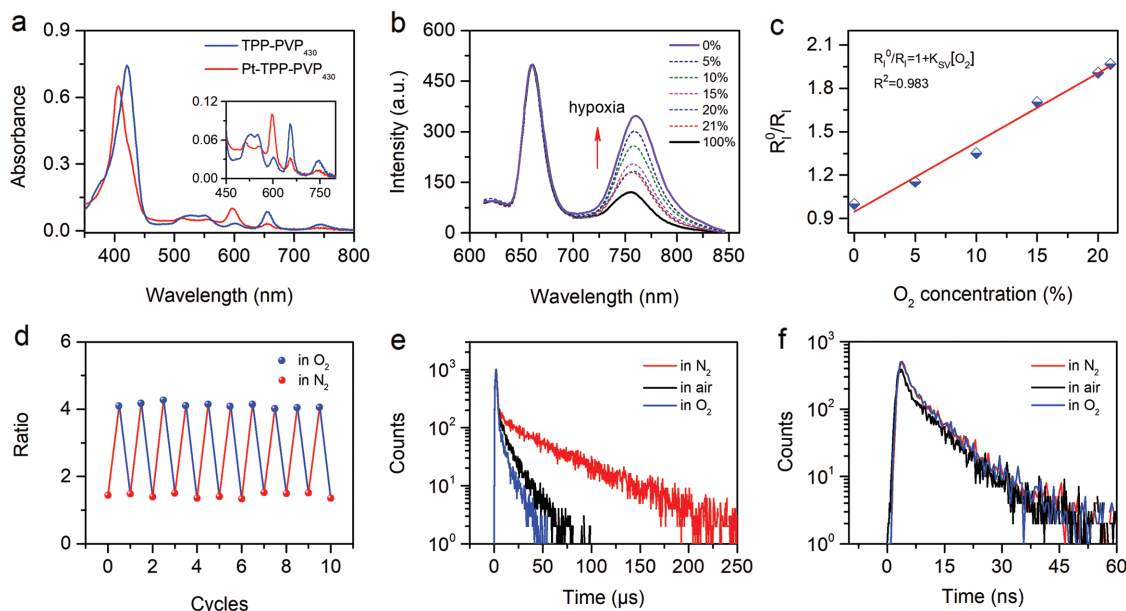 a
0.9
0.6
0.3
0.0
Absorbance
TPP-PVP430
Pt-TPP-PVP430
0.12
0.08
0.04
0.00
450 600 750
400 500 600 700 800
Wavelength (nm)
b
600
450
300
150
0
Intensity (a.u.)
hypoxia
0%
5%
10%
15%
20%
21%
100%
600 650 700 750 800 850
Wavelength (nm)
c
2.1
1.8
1.5
1.2
0.9
RI0/RI
RI0/RI=1+KSV[O2]
R2=0.983
0 5 10 15 20
O2 concentration (%)
d
6
4
2
0
Ratio
in O2
in N2
0 2 4 6 8 10
Cycles
e
103
102
101
100
Counts
in N2
in air
in O2
0 50 100 150 200 250
Time (μs)
f
103
102
101
100
Counts
in N2
in air
in O2
0 15 30 45 60
Time (ns)